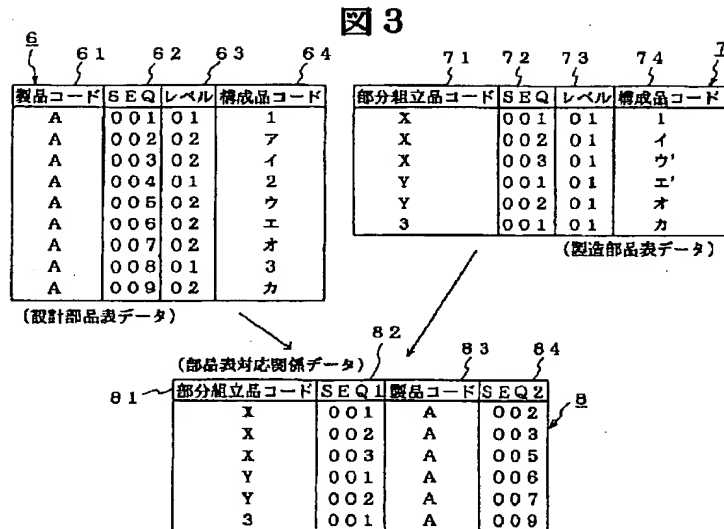 図3
6 61 62 63 64
製品コード SEQ レベル 構成品コード
A 001 01 1
A 002 02 ア
A 003 02 イ
A 004 01 2
A 005 02 ウ
A 006 02 エ
A 007 02 オ
A 008 01 3
A 009 02 カ
(設計部品表データ)
71 72 73 74 7
部分組立品コード SEQ レベル 構成品コード
X 001 01 1
X 002 01 イ
X 003 01 ウ'
Y 001 01 エ'
Y 002 01 オ
3 001 01 カ
(製造部品表データ)
(部品表対応関係データ)
81 82 83 84 8
部分組立品コード SEQ1 製品コード SEQ2
X 001 A 002
X 002 A 003
X 003 A 005
Y 001 A 006
Y 002 A 007
3 001 A 009